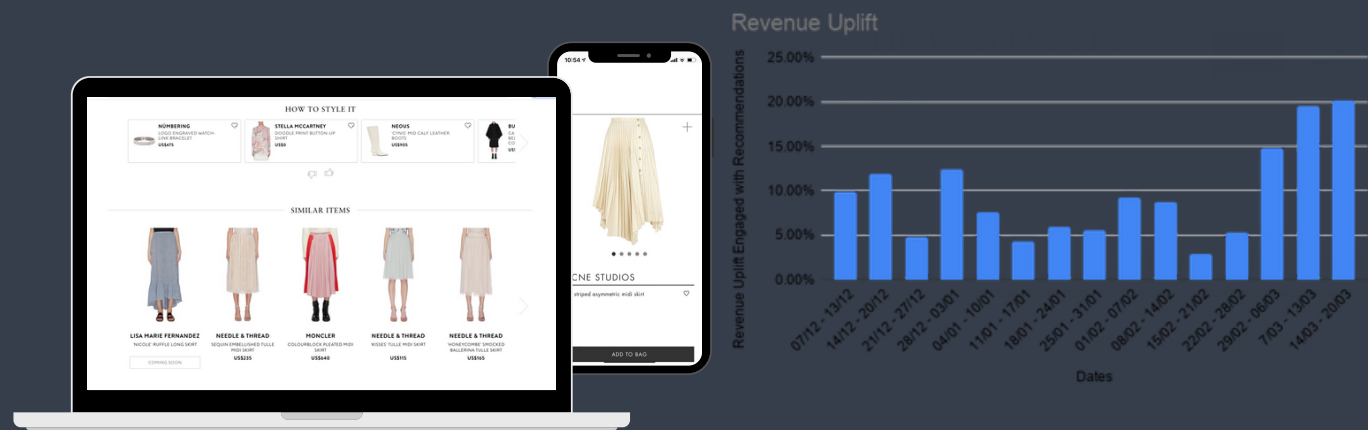 HOW TO STYLE IT
NÚMBERING
LOGO ENGRAVED WATCH-
LINK BRACELET
US$475
STELLA MCCARTNEY
DOODLE PRINT BUTTON-UP
SHIRT
US$0
NEOUS
'CYNIC' MID CALF LEATHER
BOOTS
US$905
BU
US$
SIMILAR ITEMS
LISA MARIE FERNANDEZ
'NICOLE' RUFFLE LONG SKIRT
COMING SOON
NEEDLE & THREAD
SEQUIN EMBELLISHED TULLE
MIDI SKIRT
US$235
MONCLER
COLOURBLOCK PLEATED MIDI
SKIRT
US$640
NEEDLE & THREAD
'KISSES' TULLE MIDI SKIRT
US$115
NEEDLE & THREAD
'HONEYCOMBE' SMOCKED
BALLERINA TULLE SKIRT
US$165
10:54
CNE STUDIOS
striped asymmetric midi skirt
ADD TO BAG
Revenue Uplift
Revenue Uplift Engaged with Recommendations
25.00%
20.00%
15.00%
10.00%
5.00%
0.00%
07/12 - 13/12
14/12 - 20/12
21/12 - 27/12
28/12 - 03/01
04/01 - 10/01
11/01 - 17/01
18/01 - 24/01
25/01 - 31/01
01/02 - 07/02
08/02 - 14/02
15/02 - 21/02
22/02 - 28/02
29/02 - 06/03
7/03 - 13/03
14/03 - 20/03
Dates